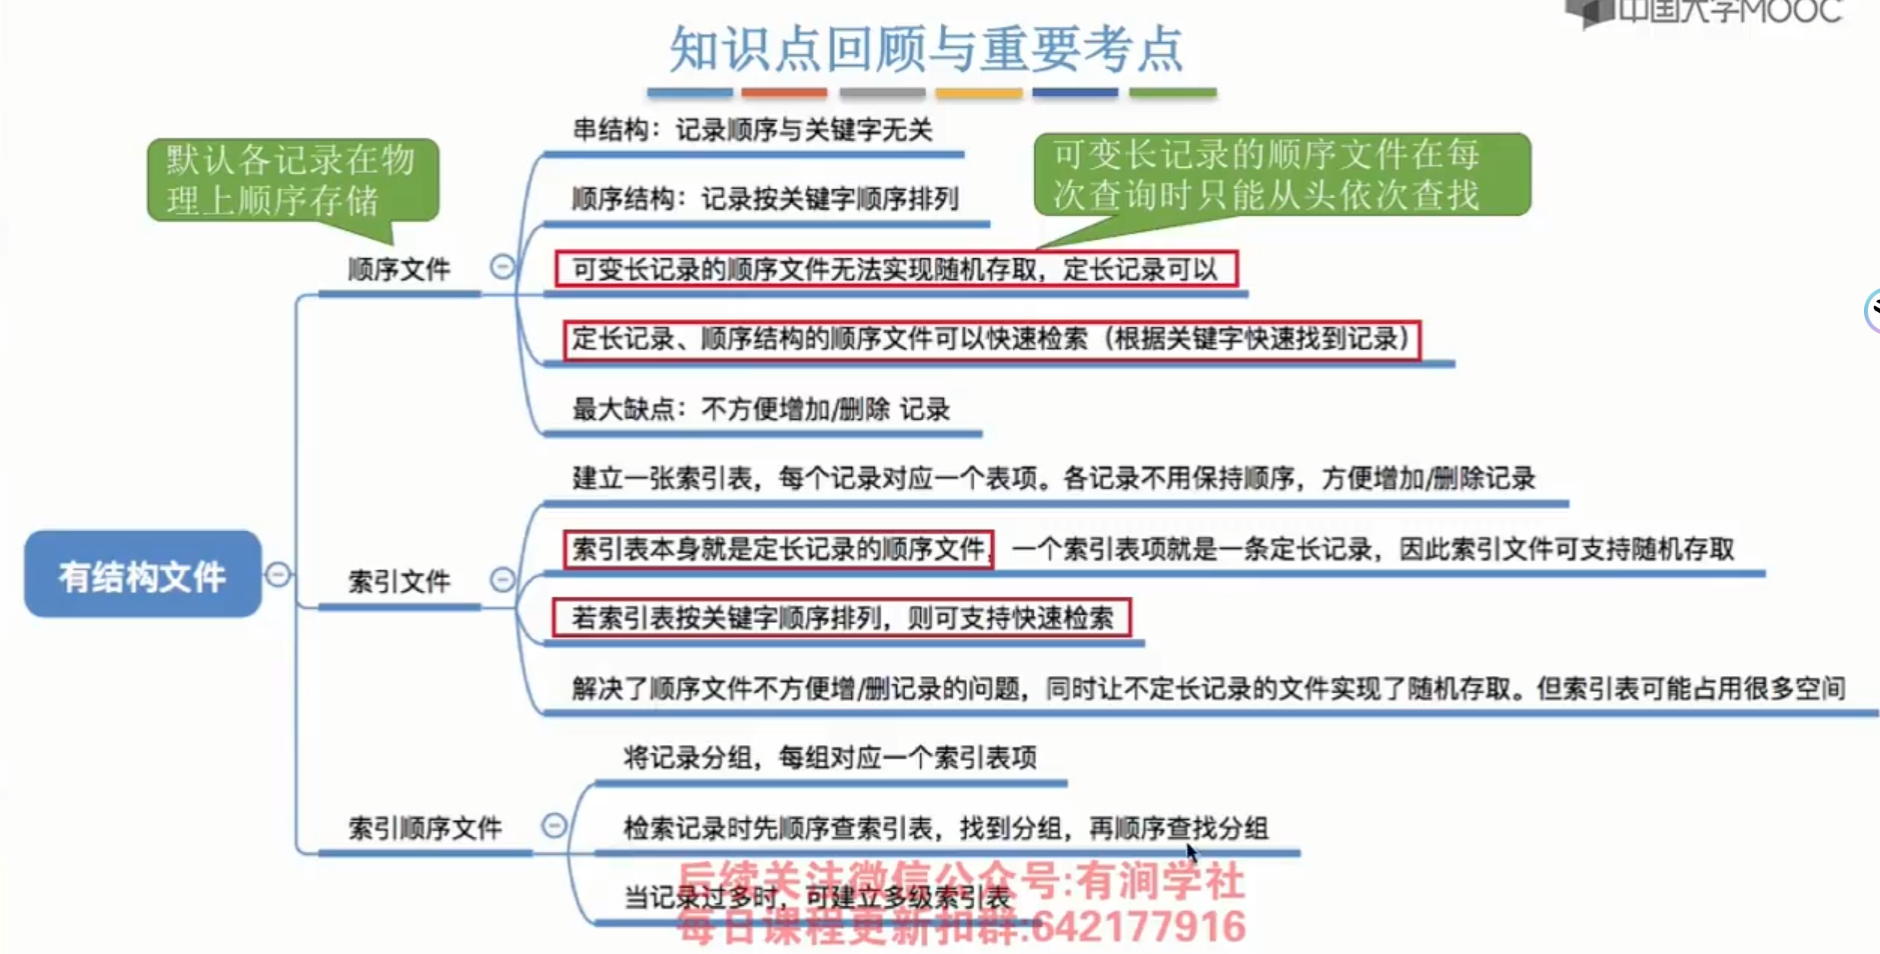 中国大学MOOC
知识点回顾与重要考点
默认各记录在物
理上顺序存储
可变长记录的顺序文件在每
次查询时只能从头依次查找
有结构文件
顺序文件
串结构：记录顺序与关键字无关
顺序结构：记录按关键字顺序排列
可变长记录的顺序文件无法实现随机存取，定长记录可以
定长记录、顺序结构的顺序文件可以快速检索（根据关键字快速找到记录）
最大缺点：不方便增加/删除 记录
索引文件
建立一张索引表，每个记录对应一个表项。各记录不用保持顺序，方便增加/删除记录
索引表本身就是定长记录的顺序文件，一个索引表项就是一条定长记录，因此索引文件可支持随机存取
若索引表按关键字顺序排列，则可支持快速检索
解决了顺序文件不方便增/删记录的问题，同时让不定长记录的文件实现了随机存取。但索引表可能占用很多空间
索引顺序文件
将记录分组，每组对应一个索引表项
检索记录时先顺序查索引表，找到分组，再顺序查找分组
当记录过多时，可建立多级索引表
后续关注微信公众号:有涧学社
每日课程更新扣群:642177916